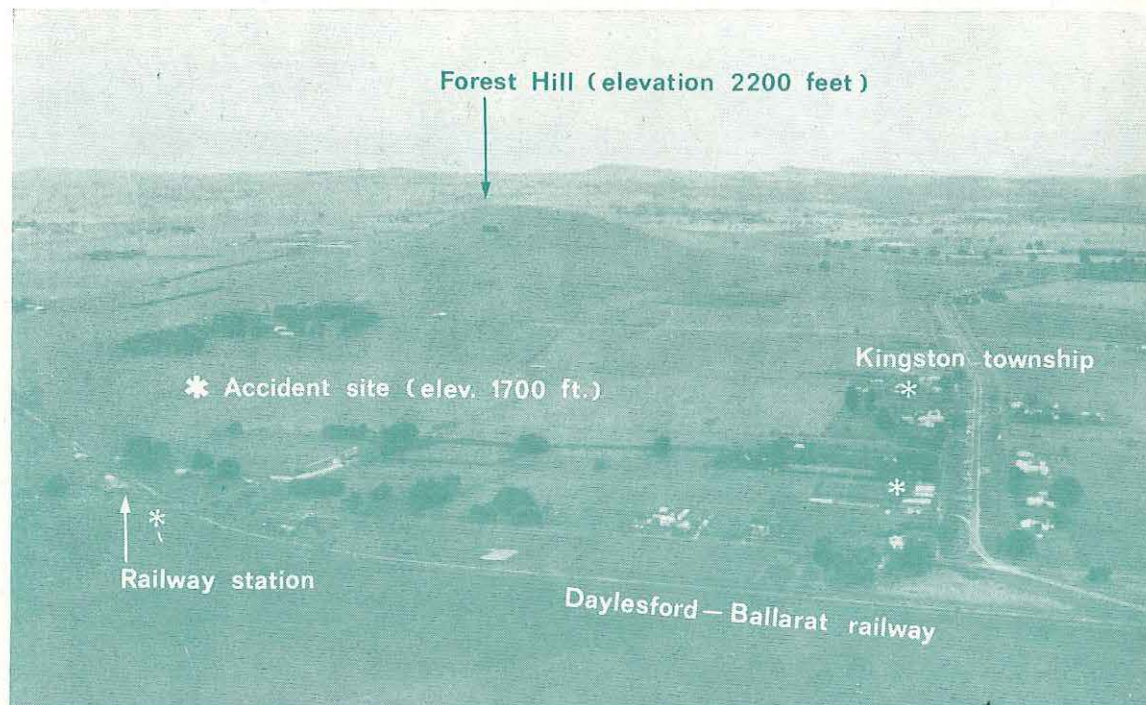 Forest Hill (elevation 2200 feet)
Kingston township
* Accident site (elev. 1700 ft.)
*
*
*
Railway station
Daylesford — Ballarat railway